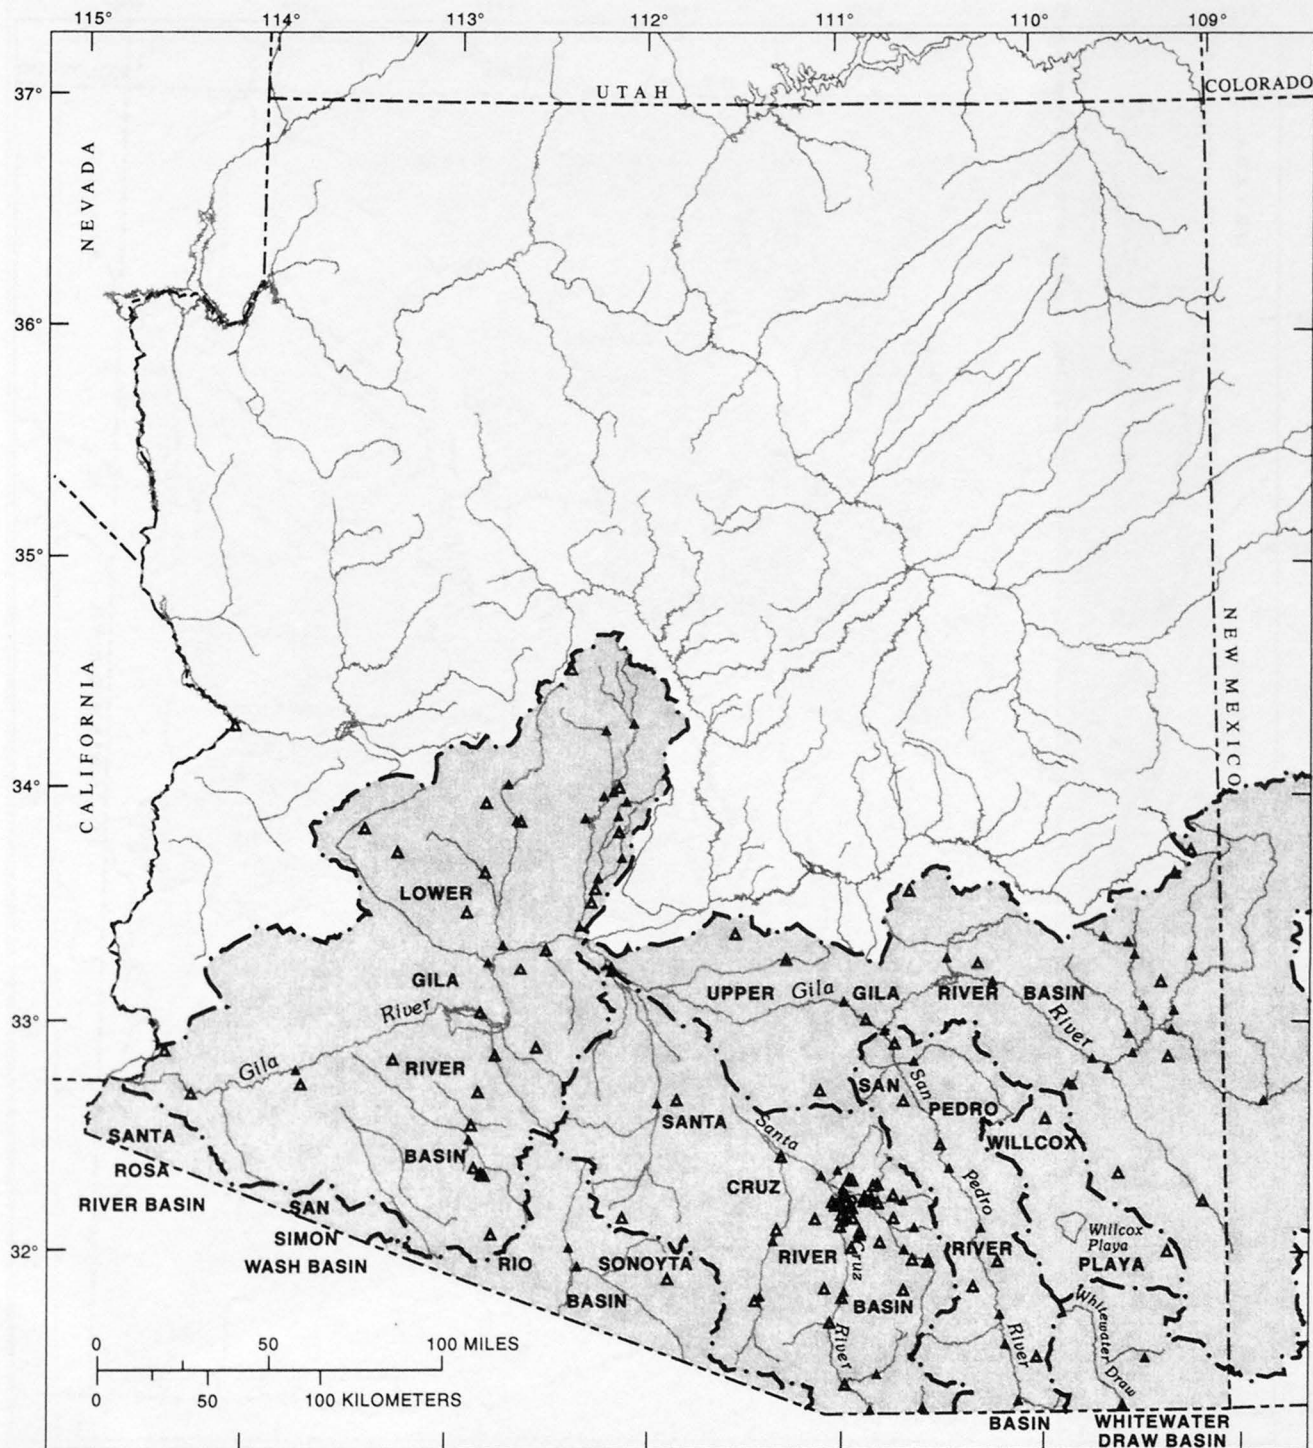 115° 114° 113° 112° 111° 110° 109°
37°
UTAH
COLORADO
NEVADA
36°
35°
CALIFORNIA
NEW MEXICO
34°
LOWER
GILA
River
UPPER Gila GILA RIVER BASIN
River
33°
Gila
RIVER
SAN
San
PEDRO
SANTA
Santa
WILLCOX
SANTA
BASIN
ROSA
CRUZ
Pedro
RIVER BASIN
SAN
SIMON
Willcox
Playa
32°
WASH BASIN
RIO
SONOYTA
RIVER
Cruz
RIVER
PLAYA
BASIN
BASIN
Whitewater Draw
River
River
0 50 100 MILES
0 50 100 KILOMETERS
BASIN
WHITEWATER
DRAW BASIN